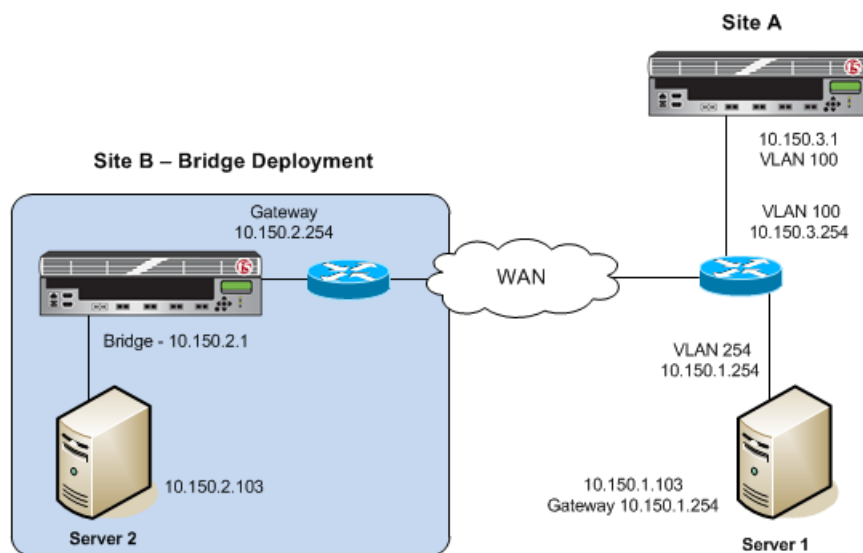 Site A
10.150.3.1
VLAN 100
Site B – Bridge Deployment
Gateway
10.150.2.254
VLAN 100
10.150.3.254
WAN
Bridge - 10.150.2.1
VLAN 254
10.150.1.254
10.150.2.103
10.150.1.103
Gateway 10.150.1.254
Server 2
Server 1
f5
f5